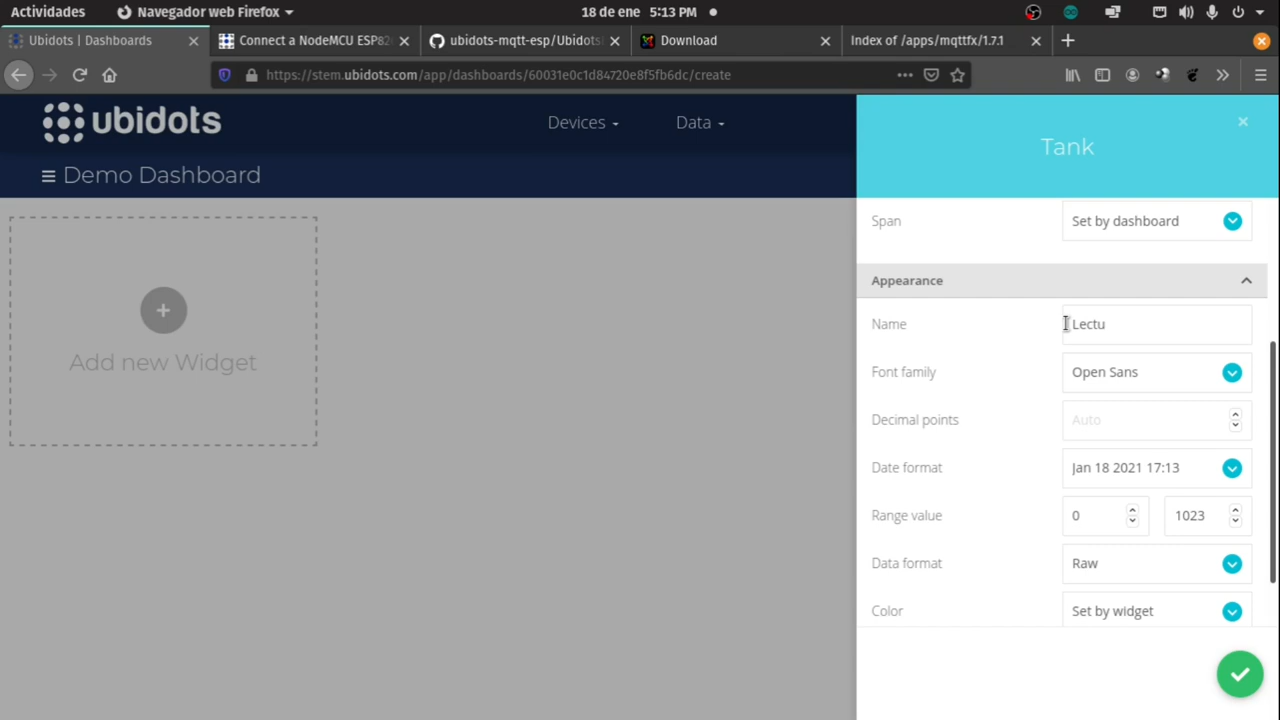 Actividades
Navegador web Firefox
18 de ene 5:13 PM
Ubidots | Dashboards
Connect a NodeMCU ESP82
ubidots-mqtt-esp/Ubidots
Download
Index of /apps/mqttfx/1.7.1
https://stem.ubidots.com/app/dashboards/60031e0c1d84720e8f5fb6dc/create
ubidots
Devices
Data
Demo Dashboard
Add new Widget
Tank
Span
Set by dashboard
Appearance
Name
Lectu
Font family
Open Sans
Decimal points
Auto
Date format
Jan 18 2021 17:13
Range value
0
1023
Data format
Raw
Color
Set by widget